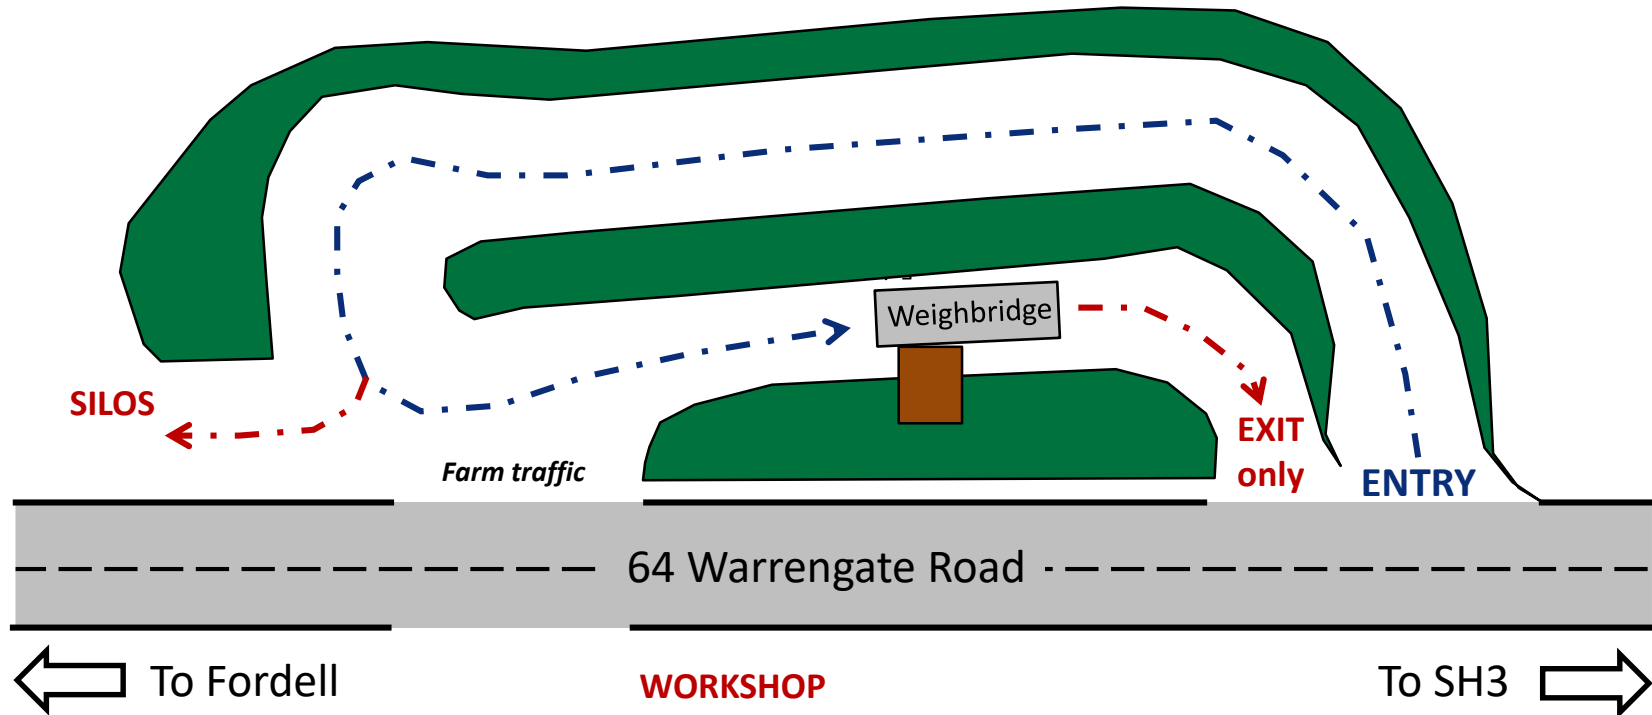 Weighbridge
SILOS
EXIT
only
Farm traffic
ENTRY
64 Warrengate Road
To Fordell
WORKSHOP
To SH3